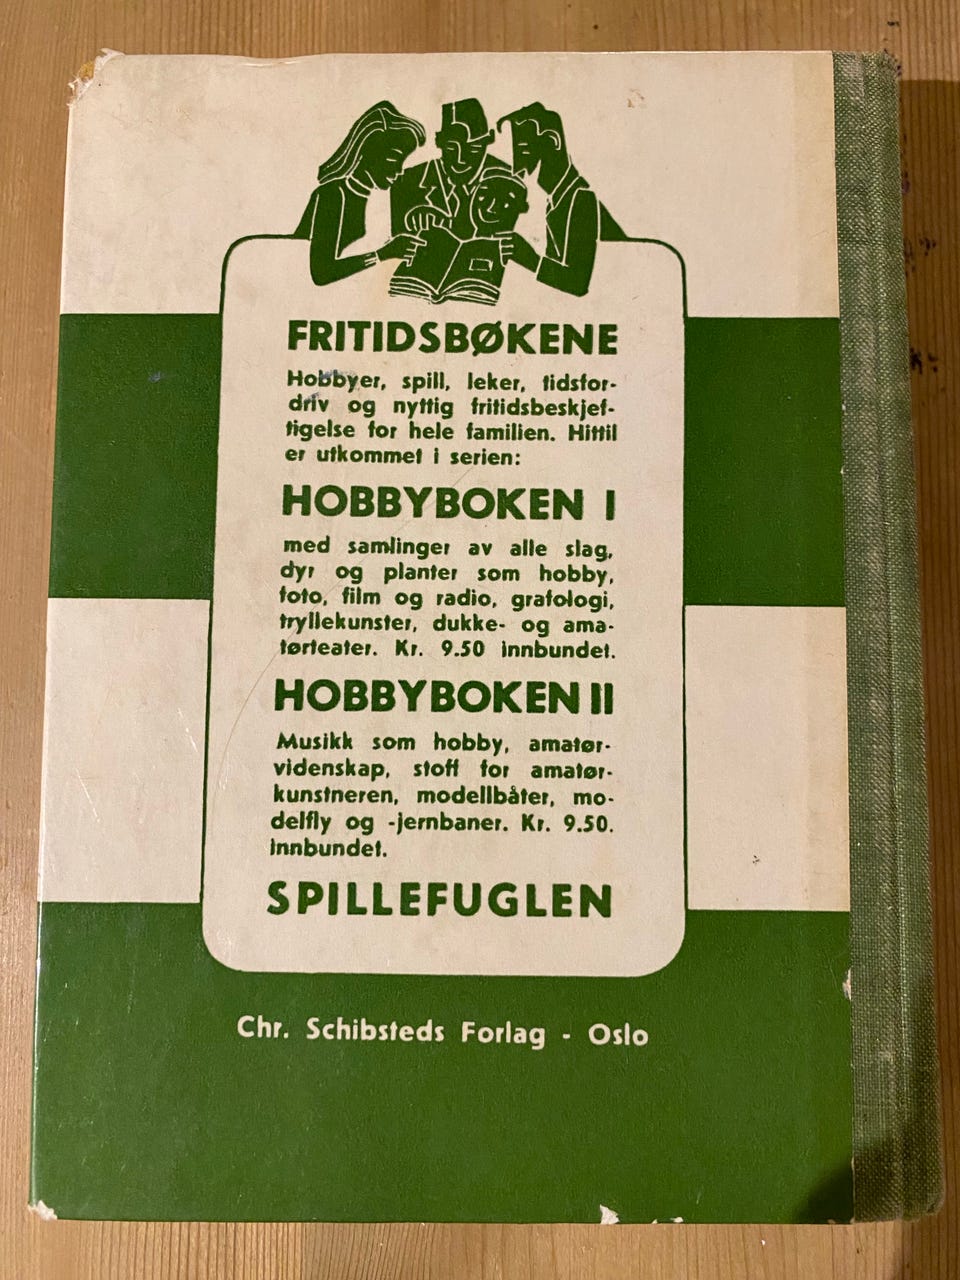 FRITIDSBØKENE
Hobbyer, spill, leker, tidsfor-
driv og nyttig fritidsbeskjef-
tigelse for hele familien. Hittil
er utkommet i serien:
HOBBYBOKEN I
med samlinger av alle slag,
dyr og planter som hobby,
foto, film og radio, grafologi,
tryllekunster, dukke- og ama-
tørteater. Kr. 9.50 innbundet.
HOBBYBOKEN II
Musikk som hobby, amatør-
videnskap, stoff for amatør-
kunstneren, modellbåter, mo-
delfly og -jernbaner. Kr. 9.50.
innbundet.
SPILLEFUGLEN
Chr. Schibsteds Forlag - Oslo